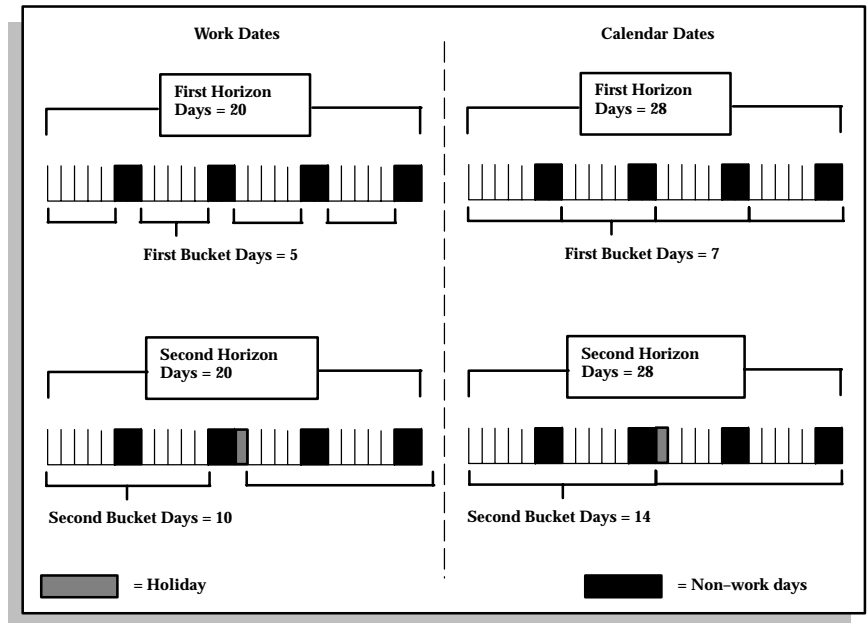 Work Dates
Calendar Dates
First Horizon
Days = 20
First Horizon
Days = 28
First Bucket Days = 5
First Bucket Days = 7
Second Horizon
Days = 20
Second Horizon
Days = 28
Second Bucket Days = 10
Second Bucket Days = 14
= Holiday
= Non–work days